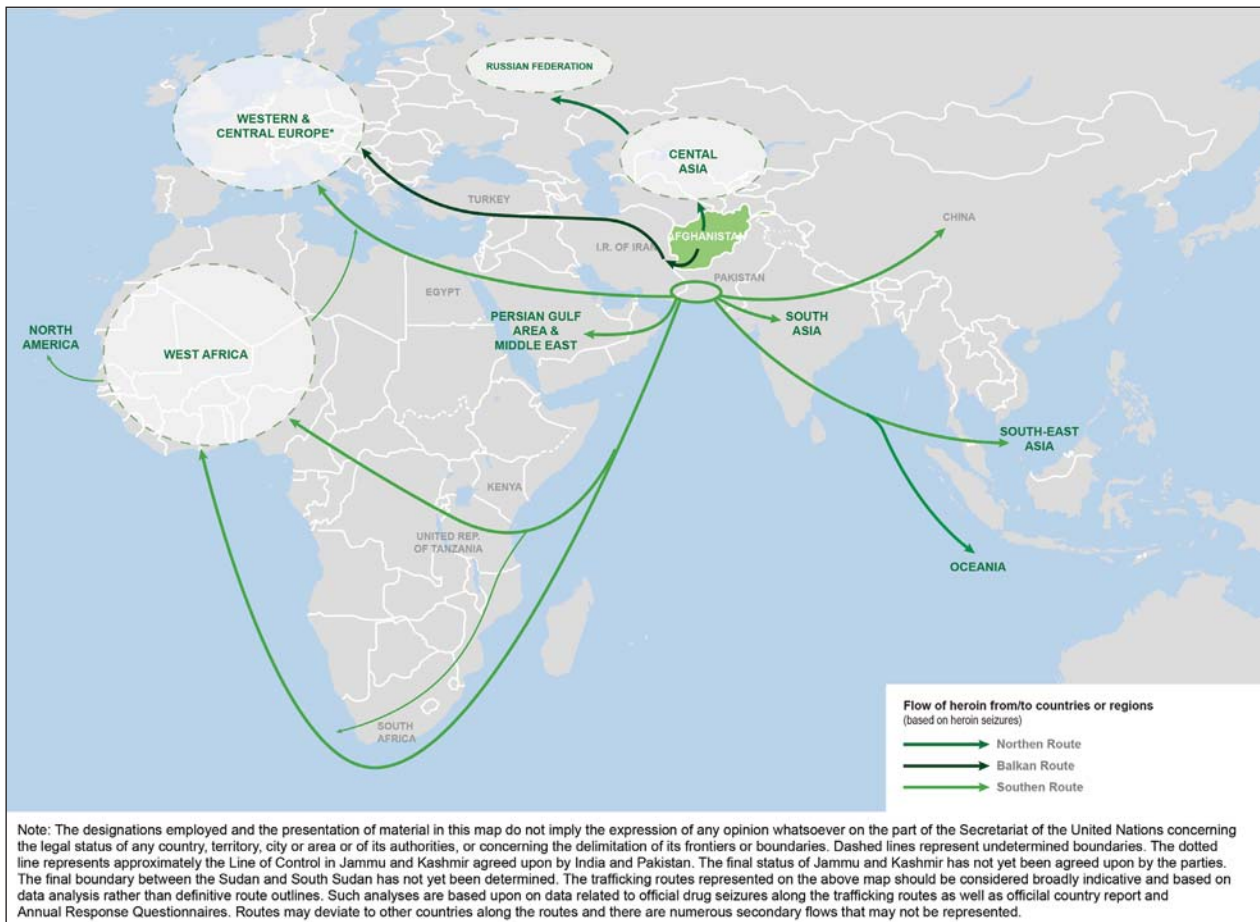 RUSSIAN FEDERATION
WESTERN &
CENTRAL EUROPE*
CENTAL
ASIA
TURKEY
CHINA
AFGHANISTAN
I.R. OF IRAN
PAKISTAN
EGYPT
PERSIAN GULF
AREA &
MIDDLE EAST
SOUTH
ASIA
NORTH
AMERICA
WEST AFRICA
SOUTH-EAST
ASIA
KENYA
UNITED REP.
OF TANZANIA
OCEANIA
SOUTH
AFRICA
Flow of heroin from/to countries or regions
(based on heroin seizures)
Northen Route
Balkan Route
Southen Route
Note: The designations employed and the presentation of material in this map do not imply the expression of any opinion whatsoever on the part of the Secretariat of the United Nations concerning
the legal status of any country, territory, city or area or of its authorities, or concerning the delimitation of its frontiers or boundaries. Dashed lines represent undetermined boundaries. The dotted
line represents approximately the Line of Control in Jammu and Kashmir agreed upon by India and Pakistan. The final status of Jammu and Kashmir has not yet been agreed upon by the parties.
The final boundary between the Sudan and South Sudan has not yet been determined. The trafficking routes represented on the above map should be considered broadly indicative and based on
data analysis rather than definitive route outlines. Such analyses are based upon on data related to official drug seizures along the trafficking routes as well as officilal country report and
Annual Response Questionnaires. Routes may deviate to other countries along the routes and there are numerous secondary flows that may not be represented.